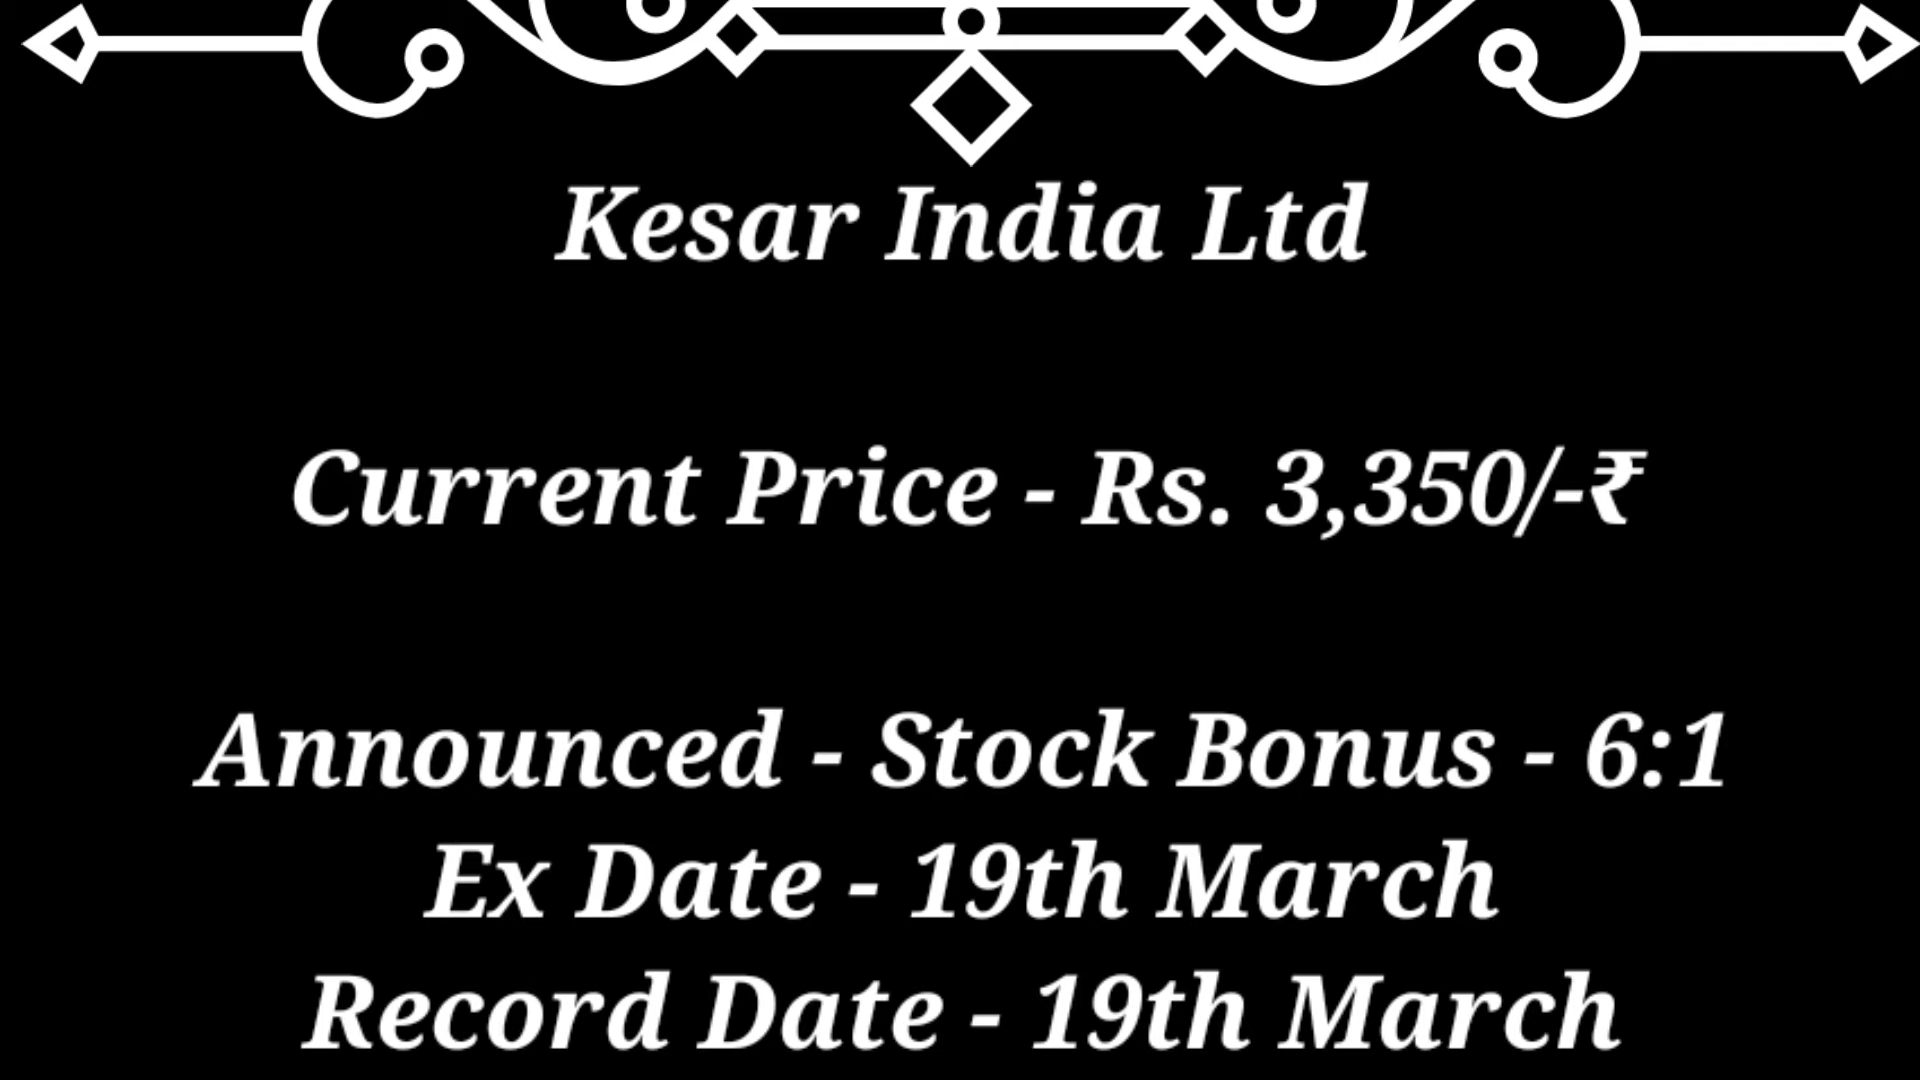 Kesar India Ltd
Current Price - Rs. 3,350/-₹
Announced - Stock Bonus - 6:1
Ex Date - 19th March
Record Date - 19th March